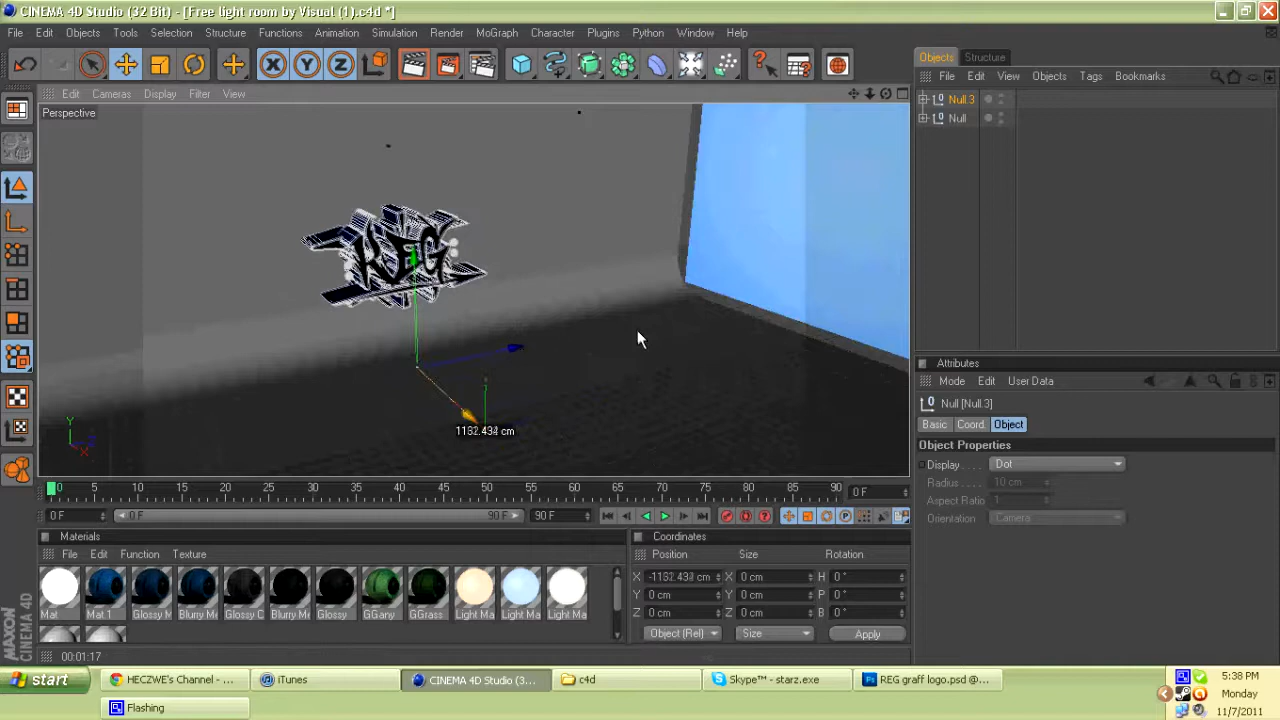 CINEMA 4D Studio (32 Bit) - [Free light room by Visual (1).c4d *]
File Edit Objects Tools Selection Structure Functions Animation Simulation Render MoGraph Character Plugins Python Window Help
X Y Z
Edit Cameras Display Filter View
Perspective
REG
1182.434 cm
Y
Z
X
0 5 10 15 20 25 30 35 40 45 50 55 60 65 70 75 80 85 90 0 F
0 F 0 F 90 F 90 F
Materials
File Edit Function Texture
Mat Mat 1 Glossy M Blurry Me Glossy C Blurry Me Glossy GGany GGrass Light Ma Light Ma Light Ma
Coordinates
Position Size Rotation
X -1182.434 cm X 0 cm H 0 °
Y 0 cm Y 0 cm P 0 °
Z 0 cm Z 0 cm B 0 °
Object (Rel) Size Apply
Objects Structure
File Edit View Objects Tags Bookmarks
Null.3
Null
Attributes
Mode Edit User Data
Null [Null.3]
Basic Coord. Object
Object Properties
Display . . . . Dot
Radius . . . . 10 cm
Aspect Ratio 1
Orientation Camera
MAXON CINEMA 4D
00:01:17
start HECZWE's Channel - ... iTunes CINEMA 4D Studio (3... c4d Skype™ - starz.exe REG graff logo.psd @...
Flashing
5:38 PM
Monday
11/7/2011